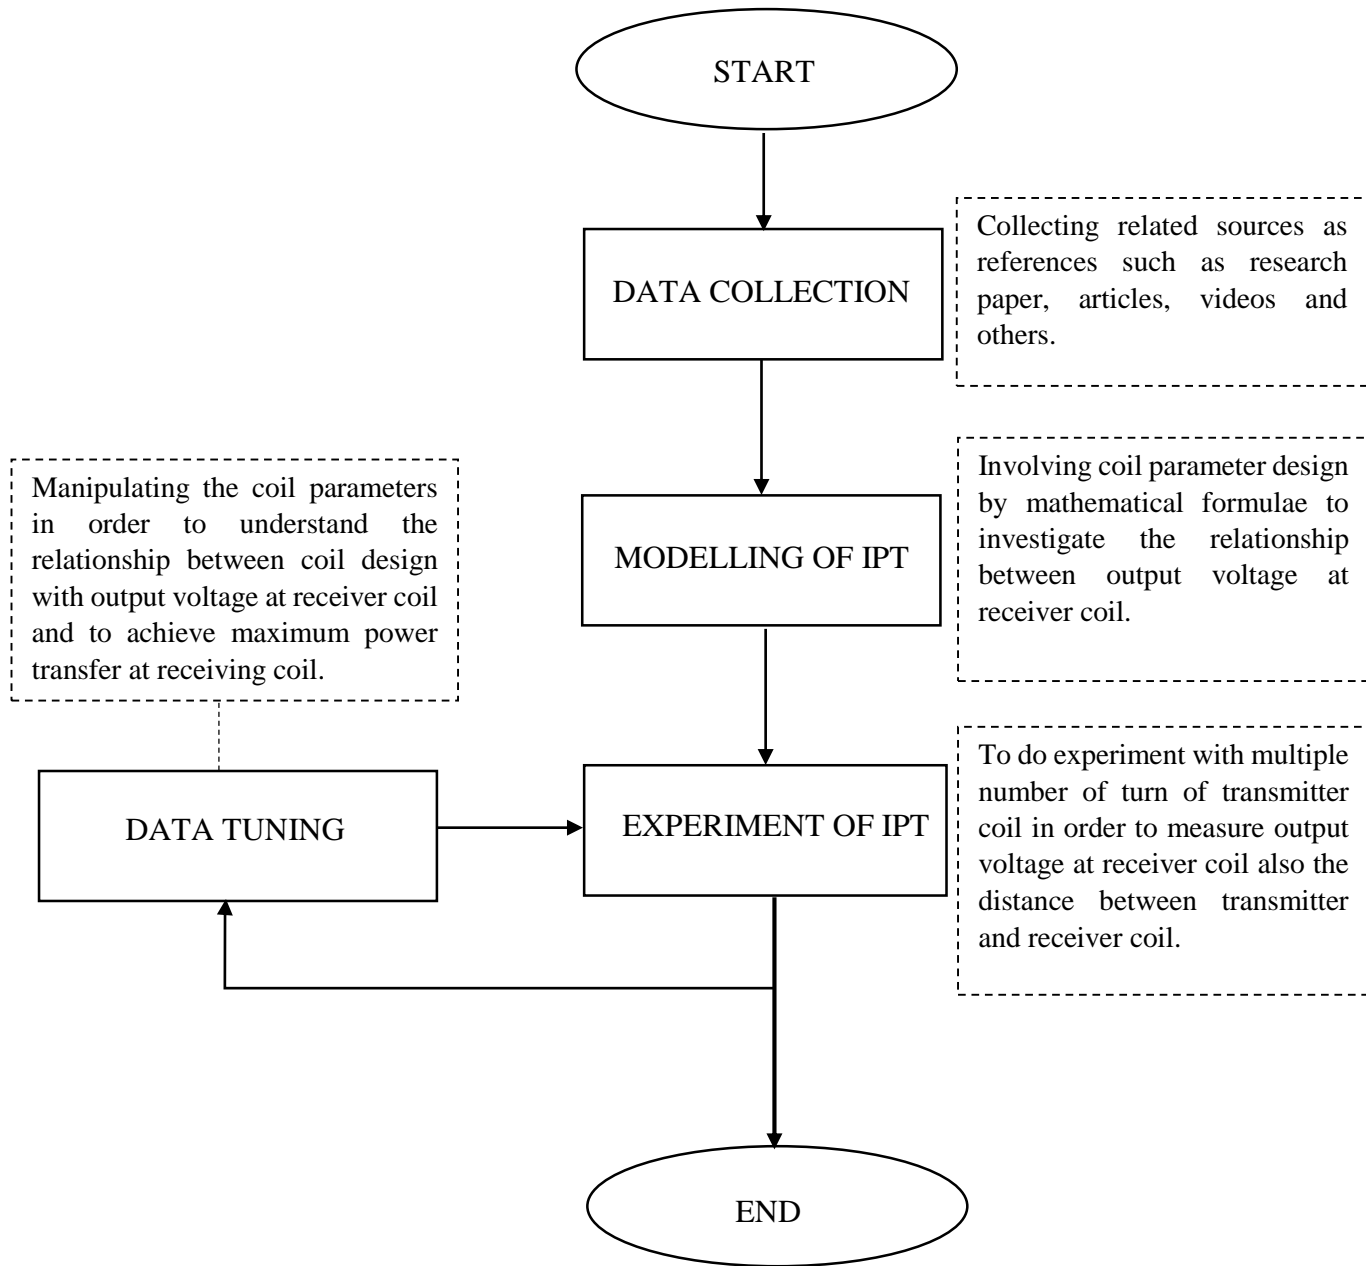 START
DATA COLLECTION
Collecting related sources as
references such as research
paper, articles, videos and
others.
MODELLING OF IPT
Involving coil parameter design
by mathematical formulae to
investigate the relationship
between output voltage at
receiver coil.
Manipulating the coil parameters
in order to understand the
relationship between coil design
with output voltage at receiver coil
and to achieve maximum power
transfer at receiving coil.
DATA TUNING
EXPERIMENT OF IPT
To do experiment with multiple
number of turn of transmitter
coil in order to measure output
voltage at receiver coil also the
distance between transmitter
and receiver coil.
END